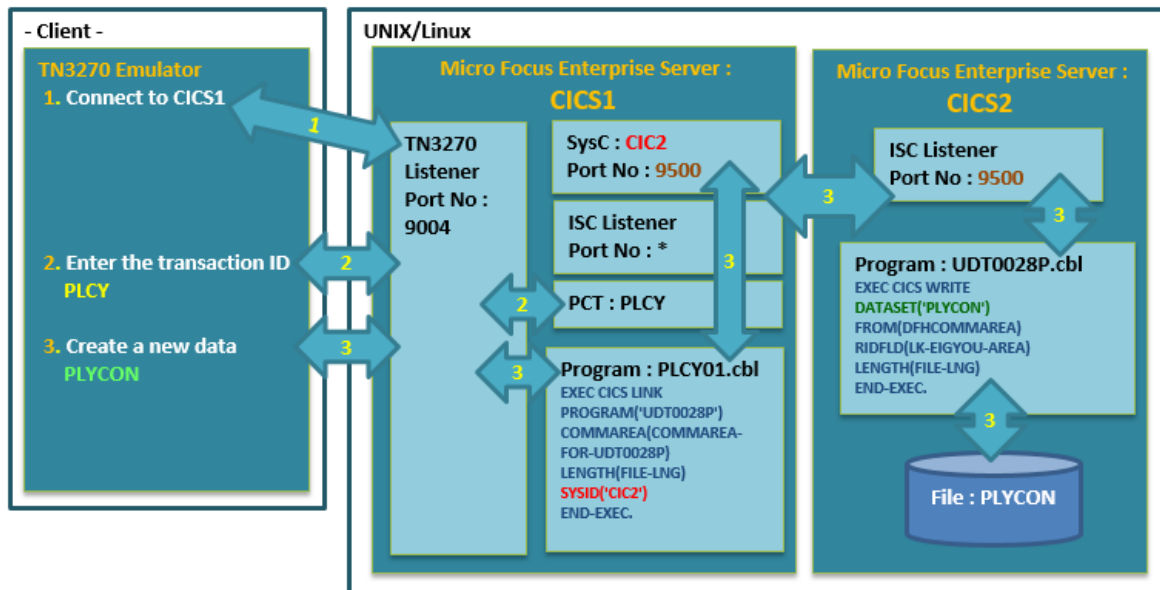 - Client -
TN3270 Emulator
1. Connect to CICS1
2. Enter the transaction ID
PLCY
3. Create a new data
PLYCON
1
2
3
UNIX/Linux
Micro Focus Enterprise Server :
CICS1
TN3270
Listener
Port No :
9004
SysC : CIC2
Port No : 9500
ISC Listener
Port No : *
PCT : PLCY
2
3
3
Program : PLCY01.cbl
EXEC CICS LINK
PROGRAM('UDT0028P')
COMMAREA(COMMAREA-
FOR-UDT0028P)
LENGTH(FILE-LNG)
SYSID('CIC2')
END-EXEC.
3
Micro Focus Enterprise Server :
CICS2
ISC Listener
Port No : 9500
3
Program : UDT0028P.cbl
EXEC CICS WRITE
DATASET('PLYCON')
FROM(DFHCOMMAREA)
RIDFLD(LK-EIGYOU-AREA)
LENGTH(FILE-LNG)
END-EXEC.
3
File : PLYCON